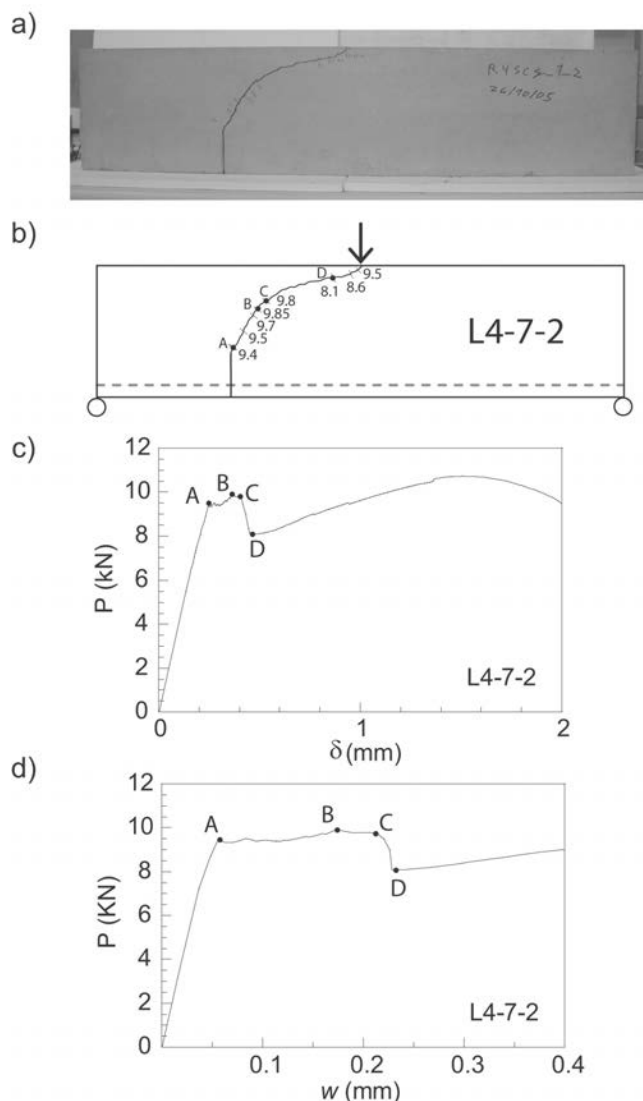 a)
R4SCg_1_2
26/10/05
b)
D
9.5
8.6
8.1
C
9.8
B
9.85
9.7
9.5
A
9.4
L4-7-2
c)
12
10
8
6
4
2
0
P (kN)
A
B
C
D
L4-7-2
0
1
2
δ (mm)
d)
12
10
8
6
4
2
0
P (KN)
A
B
C
D
L4-7-2
0.1
0.2
0.3
0.4
w (mm)